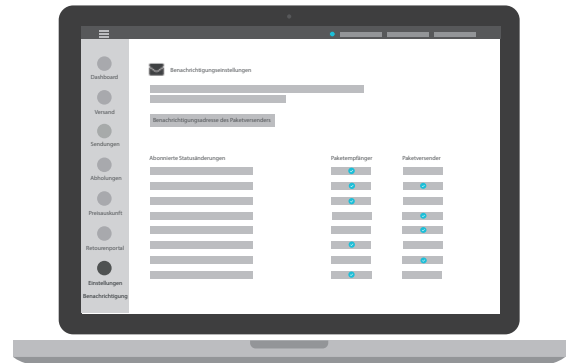 Benachrichtigungseinstellungen
Dashboard
Versand
Benachrichtigungsadresse des Paketversenders
Sendungen
Abonnierte Statusänderungen Paketempfänger Paketversender
Abholungen
Preisauskunft
Retourenportal
Einstellungen
Benachrichtigung